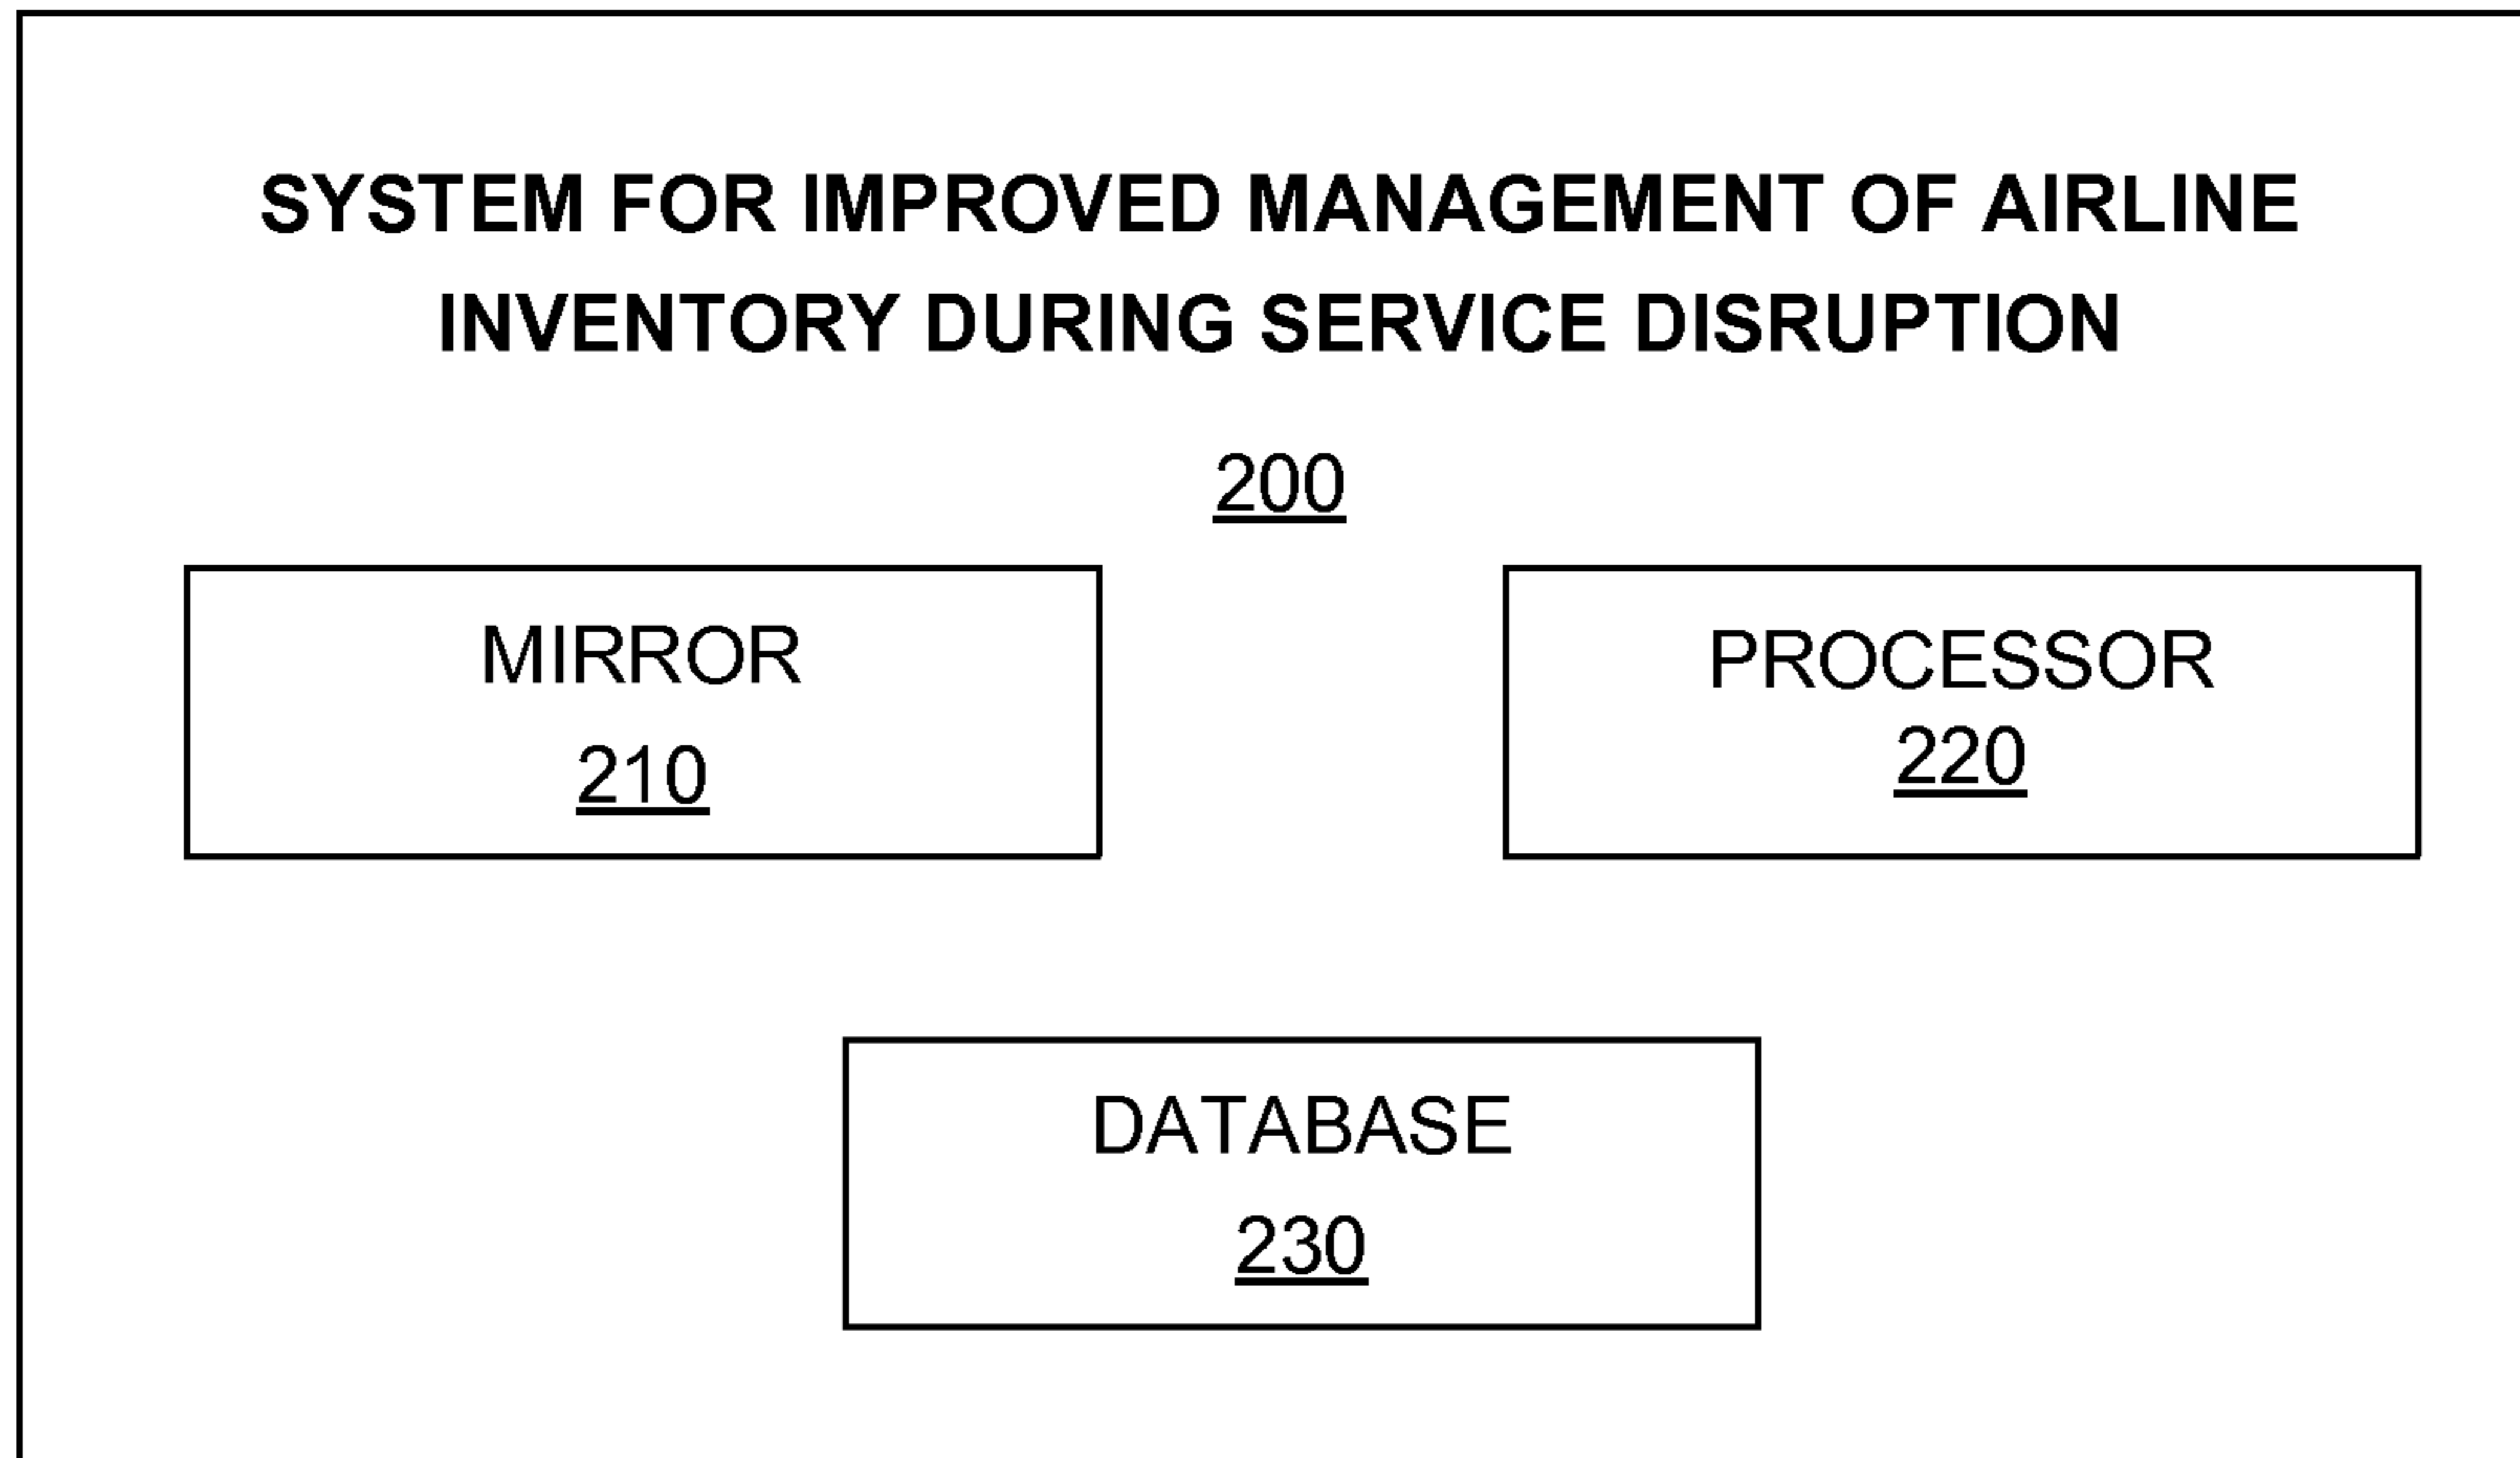 SYSTEM FOR IMPROVED MANAGEMENT OF AIRLINE
INVENTORY DURING SERVICE DISRUPTION
200
MIRROR
210
PROCESSOR
220
DATABASE
230